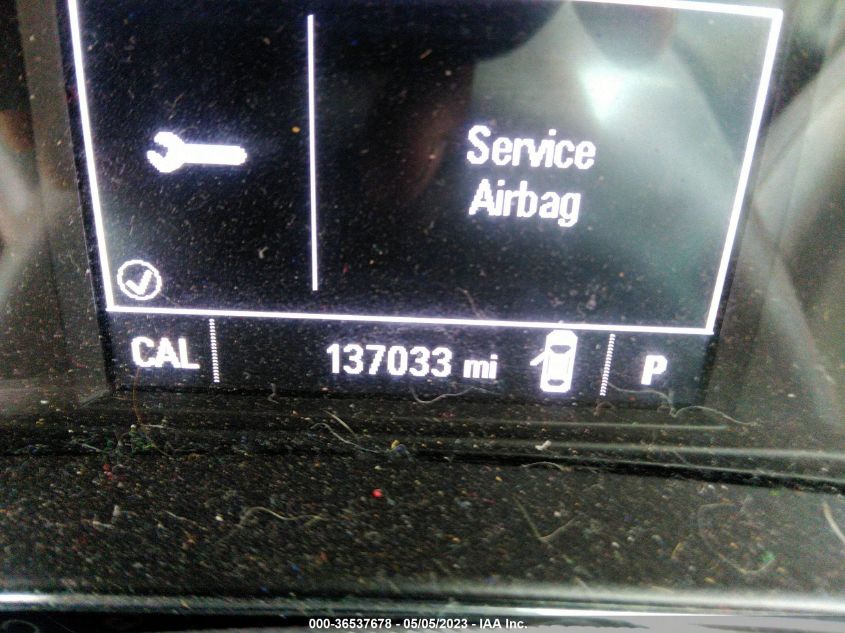 Service
Airbag
CAL 137033 mi P
000-36537678 - 05/05/2023 - IAA Inc.